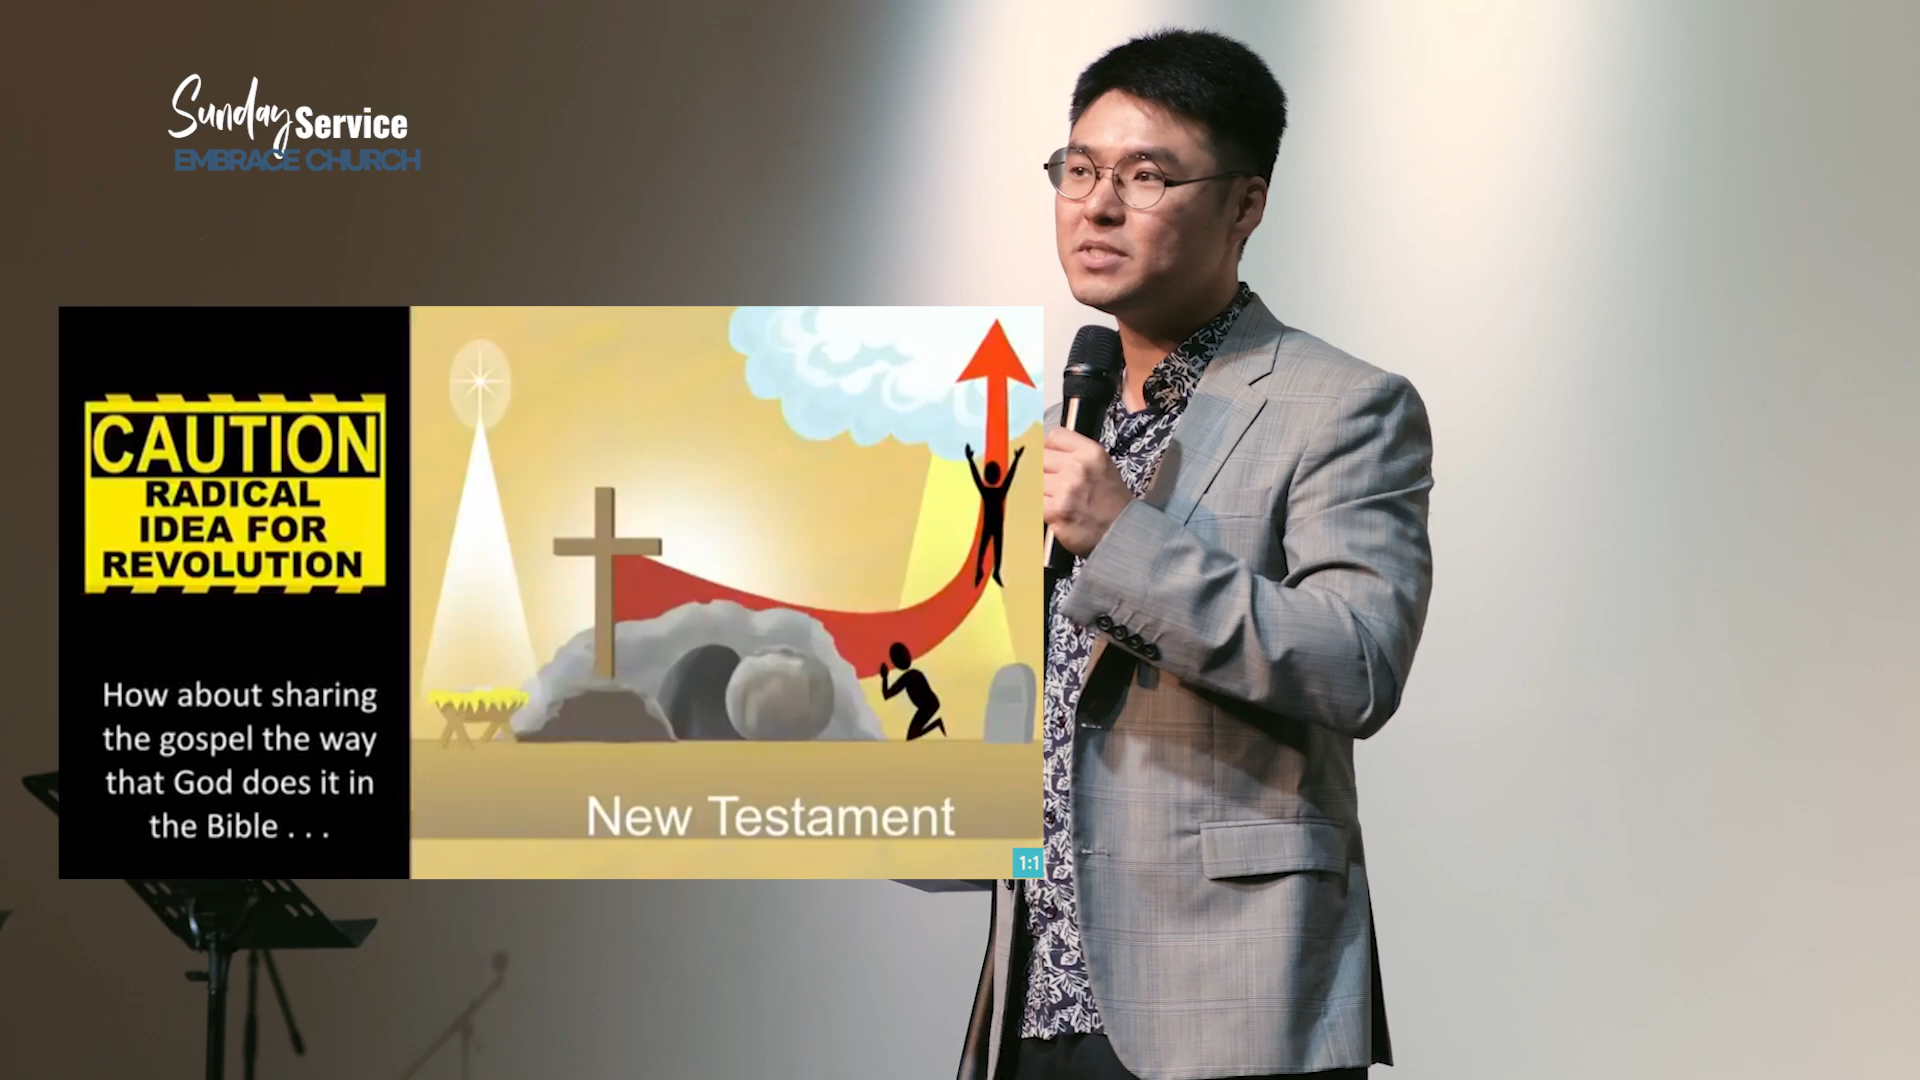 Sunday Service
EMBRACE CHURCH
CAUTION
RADICAL
IDEA FOR
REVOLUTION
How about sharing
the gospel the way
that God does it in
the Bible . . .
New Testament
1:1